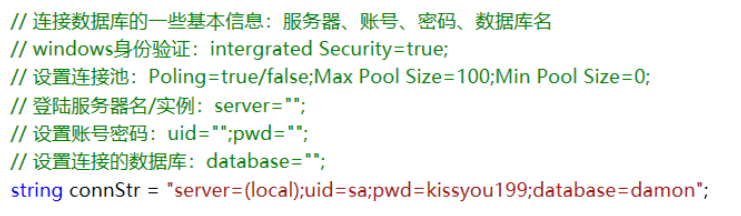 // 连接数据库的一些基本信息：服务器、账号、密码、数据库名
// windows身份验证：intergrated Security=true;
// 设置连接池：Poling=true/false;Max Pool Size=100;Min Pool Size=0;
// 登陆服务器名/实例：server="";
// 设置账号密码：uid="";pwd="";
// 设置连接的数据库：database="";
string connStr = "server=(local);uid=sa;pwd=kissyou199;database=damon";